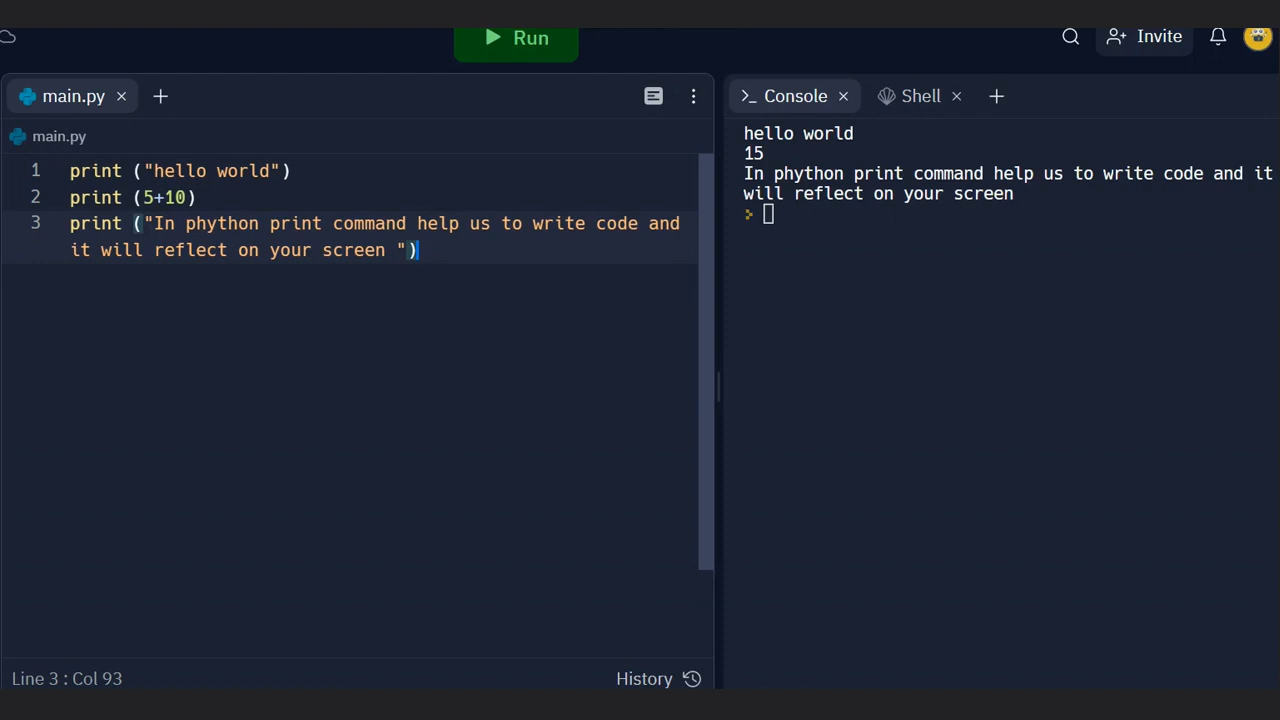 Run
Invite
main.py
Console
Shell
main.py
1 print ("hello world")
2 print (5+10)
3 print ("In phython print command help us to write code and
it will reflect on your screen ")
hello world
15
In phython print command help us to write code and it
will reflect on your screen
Line 3 : Col 93
History